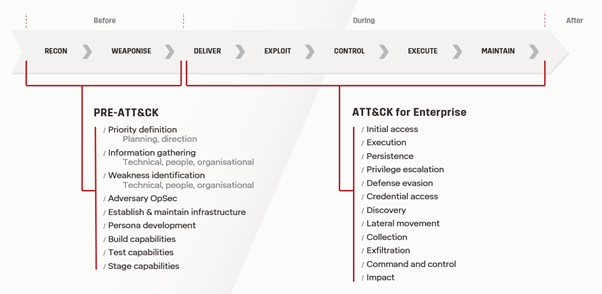 Before
During
After
RECON
WEAPONISE
DELIVER
EXPLOIT
CONTROL
EXECUTE
MAINTAIN
PRE-ATT&CK
/ Priority definition
Planning, direction
/ Information gathering
Technical, people, organisational
/ Weakness identification
Technical, people, organisational
/ Adversary OpSec
/ Establish & maintain infrastructure
/ Persona development
/ Build capabilities
/ Test capabilities
/ Stage capabilities
ATT&CK for Enterprise
/ Initial access
/ Execution
/ Persistence
/ Privilege escalation
/ Defense evasion
/ Credential access
/ Discovery
/ Lateral movement
/ Collection
/ Exfiltration
/ Command and control
/ Impact